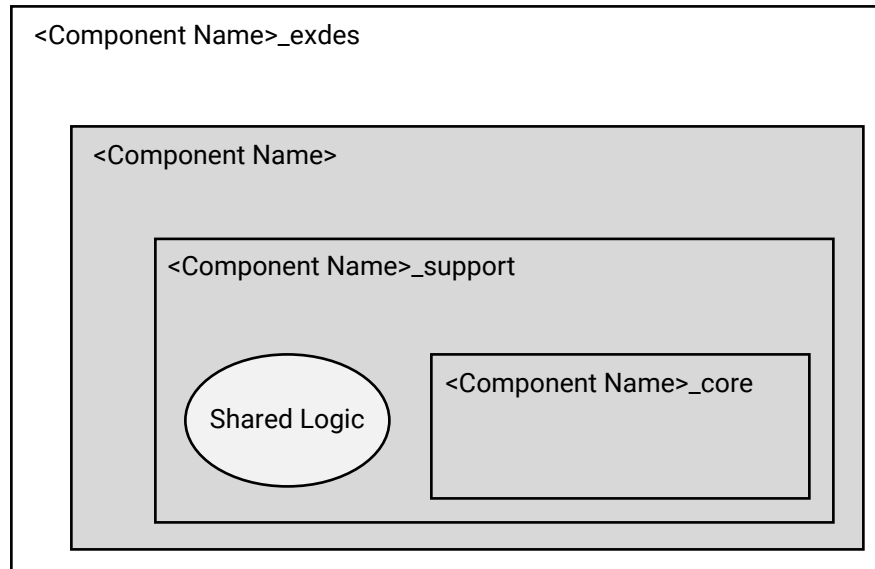 <Component Name>_exdes
<Component Name>
<Component Name>_support
Shared Logic
<Component Name>_core